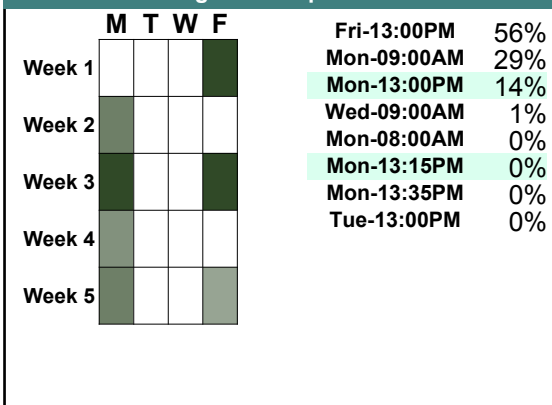 M T W F
Week 1
Week 2
Week 3
Week 4
Week 5
Fri-13:00PM 56%
Mon-09:00AM 29%
Mon-13:00PM 14%
Wed-09:00AM 1%
Mon-08:00AM 0%
Mon-13:15PM 0%
Mon-13:35PM 0%
Tue-13:00PM 0%